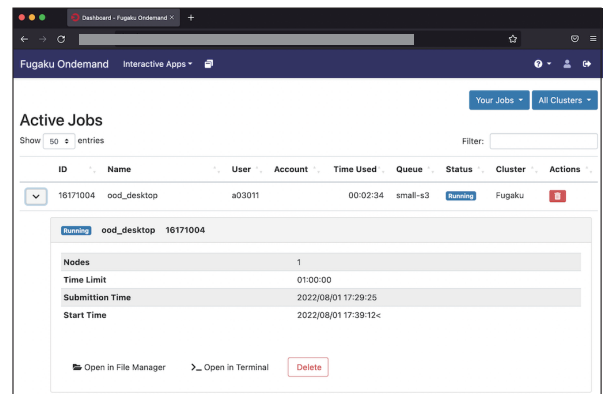 Dashboard - Fugaku Ondemand
Fugaku Ondemand Interactive Apps
Your Jobs All Clusters
Active Jobs
Show 50 entries Filter:
ID Name User Account Time Used Queue Status Cluster Actions
16171004 ood_desktop a03011 00:02:34 small-s3 Running Fugaku
Running ood_desktop 16171004
Nodes 1
Time Limit 01:00:00
Submittion Time 2022/08/01 17:29:25
Start Time 2022/08/01 17:39:12<
Open in File Manager >_ Open in Terminal Delete